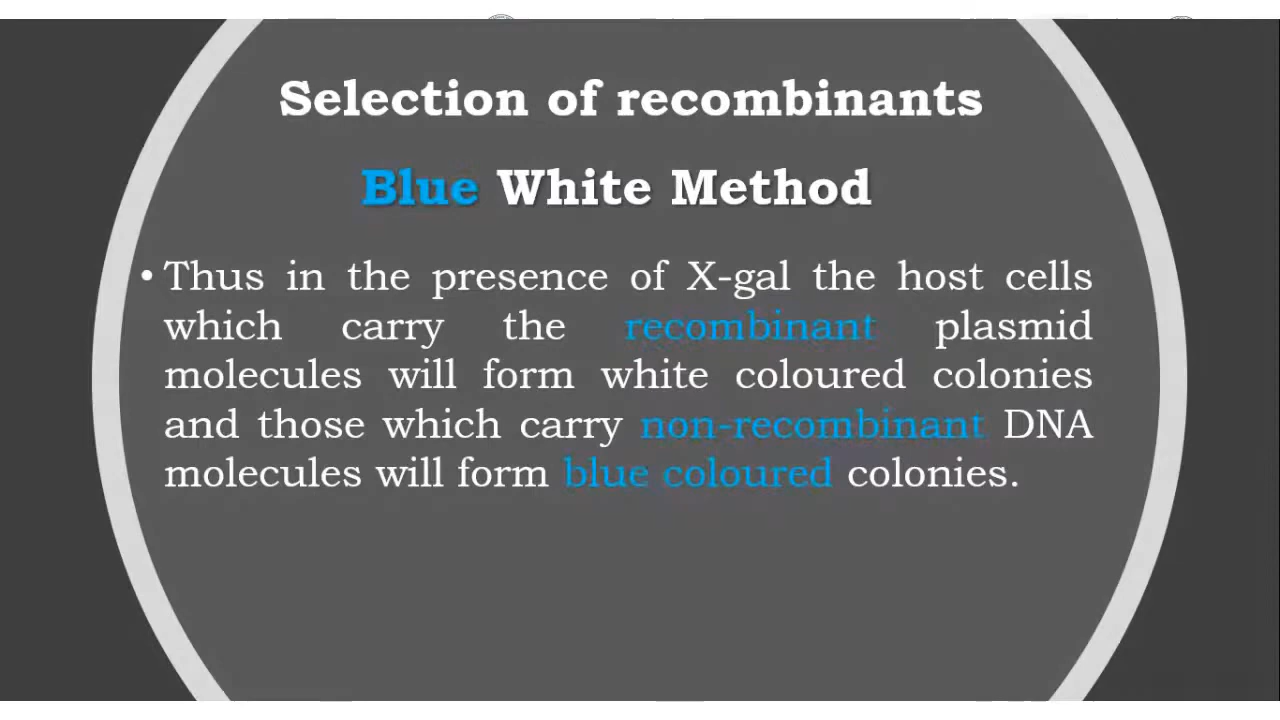 Selection of recombinants
Blue White Method
• Thus in the presence of X-gal the host cells
which carry the recombinant plasmid
molecules will form white coloured colonies
and those which carry non-recombinant DNA
molecules will form blue coloured colonies.